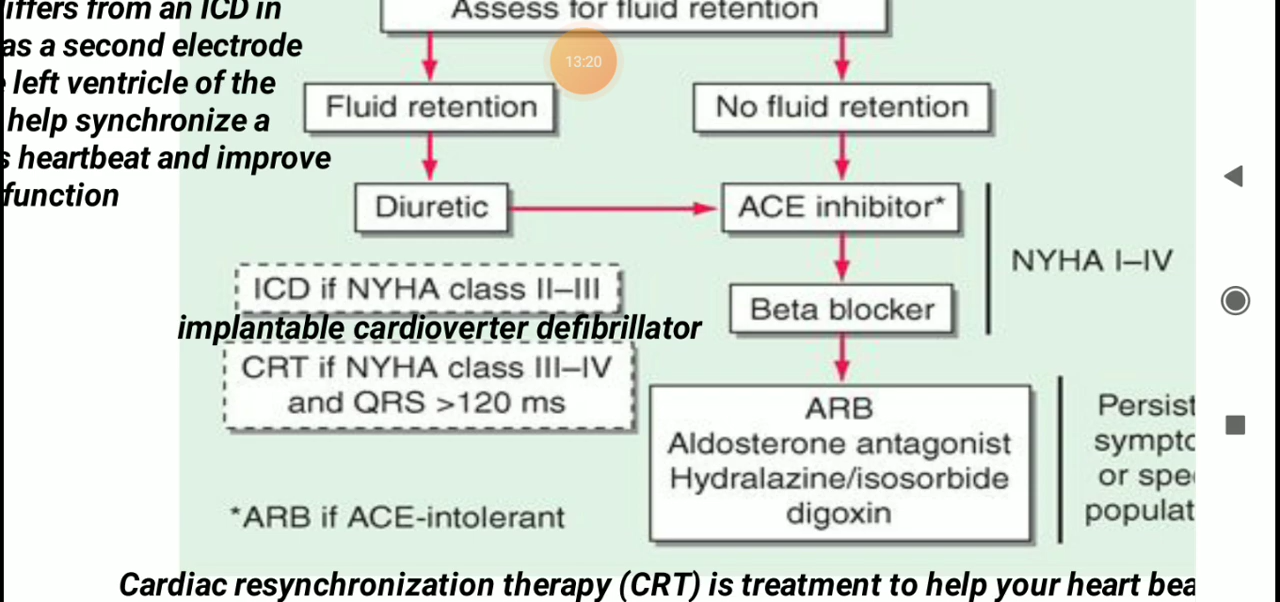 iffers from an ICD in
as a second electrode
left ventricle of the
help synchronize a
s heartbeat and improve
function
Assess for fluid retention
13:20
Fluid retention
No fluid retention
Diuretic
ACE inhibitor*
NYHA I–IV
ICD if NYHA class II–III
implantable cardioverter defibrillator
Beta blocker
CRT if NYHA class III–IV
and QRS >120 ms
ARB
Aldosterone antagonist
Hydralazine/isosorbide
digoxin
Persist
sympto
or spe
populat
*ARB if ACE-intolerant
Cardiac resynchronization therapy (CRT) is treatment to help your heart bea